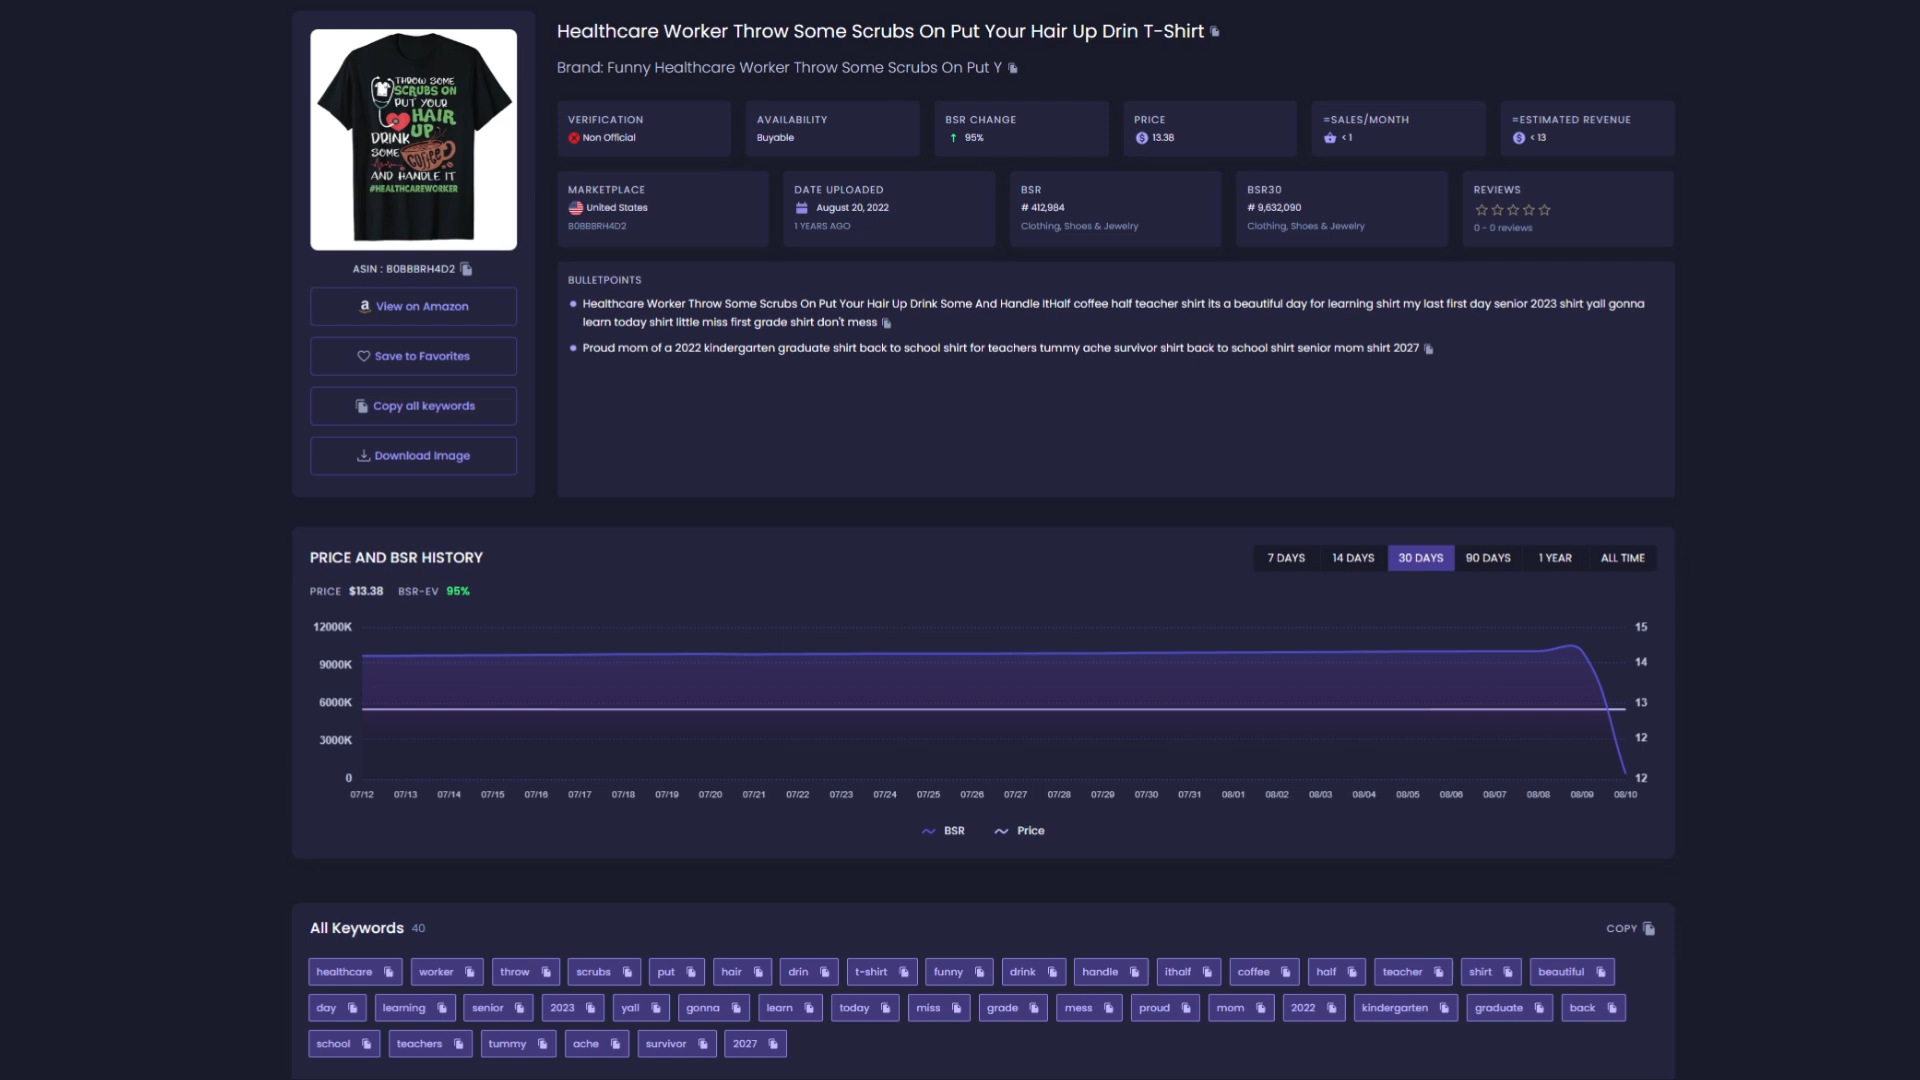 Healthcare Worker Throw Some Scrubs On Put Your Hair Up Drin T-Shirt
Brand: Funny Healthcare Worker Throw Some Scrubs On Put Y
THROW SOME
SCRUBS ON
PUT YOUR
HAIR
UP
DRINK
SOME
COFFEE
AND HANDLE IT
#HEALTHCAREWORKER
ASIN : B0BBBRH4D2
View on Amazon
Save to Favorites
Copy all keywords
Download Image
VERIFICATION
Non Official
AVAILABILITY
Buyable
BSR CHANGE
↑ 95%
PRICE
13.38
=SALES/MONTH
< 1
=ESTIMATED REVENUE
< 13
MARKETPLACE
United States
B0BBBRH4D2
DATE UPLOADED
August 20, 2022
1 YEARS AGO
BSR
# 412,984
Clothing, Shoes & Jewelry
BSR30
# 9,632,090
Clothing, Shoes & Jewelry
REVIEWS
0 - 0 reviews
BULLETPOINTS
Healthcare Worker Throw Some Scrubs On Put Your Hair Up Drink Some And Handle ItHalf coffee half teacher shirt its a beautiful day for learning shirt my last first day senior 2023 shirt yall gonna
learn today shirt little miss first grade shirt don't mess
Proud mom of a 2022 kindergarten graduate shirt back to school shirt for teachers tummy ache survivor shirt back to school shirt senior mom shirt 2027
PRICE AND BSR HISTORY
7 DAYS 14 DAYS 30 DAYS 90 DAYS 1 YEAR ALL TIME
PRICE $13.38 BSR-EV 95%
12000K 15
9000K 14
6000K 13
3000K 12
0 12
07/12 07/13 07/14 07/15 07/16 07/17 07/18 07/19 07/20 07/21 07/22 07/23 07/24 07/25 07/26 07/27 07/28 07/29 07/30 07/31 08/01 08/02 08/03 08/04 08/05 08/06 08/07 08/08 08/09 08/10
BSR Price
All Keywords 40
COPY
healthcare worker throw scrubs put hair drin t-shirt funny drink handle ithalf coffee half teacher shirt beautiful
day learning senior 2023 yall gonna learn today miss grade mess proud mom 2022 kindergarten graduate back
school teachers tummy ache survivor 2027